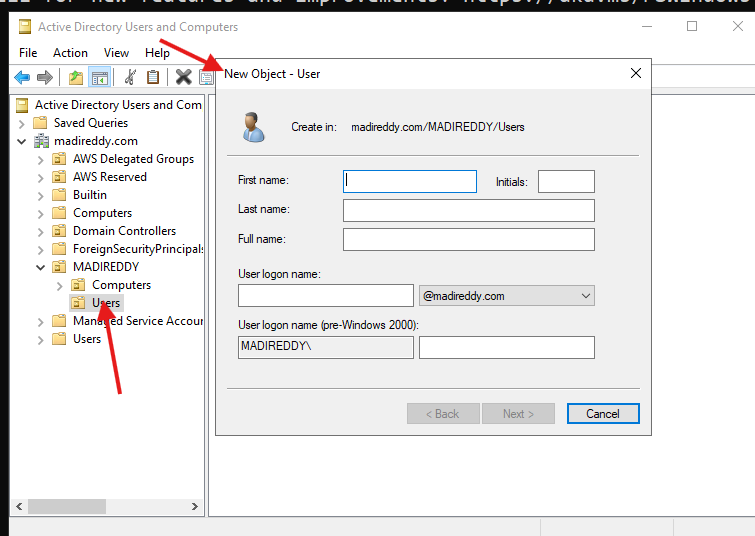 for new features and improvements! https://aka.ms/PSWindows
Active Directory Users and Computers
File Action View Help
New Object - User
Create in: madireddy.com/MADIREDDY/Users
First name:
Initials:
Last name:
Full name:
User logon name:
@madireddy.com
User logon name (pre-Windows 2000):
MADIREDDY\
< Back
Next >
Cancel
Active Directory Users and Com
Saved Queries
madireddy.com
AWS Delegated Groups
AWS Reserved
Builtin
Computers
Domain Controllers
ForeignSecurityPrincipals
MADIREDDY
Computers
Users
Managed Service Accour
Users